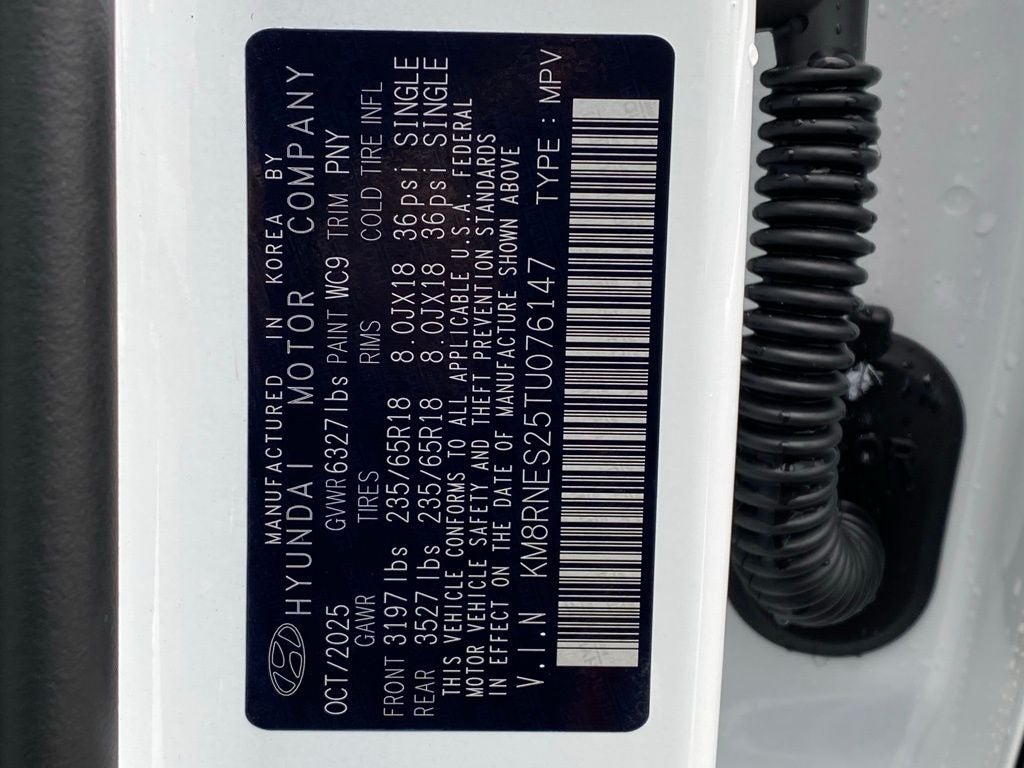 MANUFACTURED IN KOREA BY
HYUNDAI MOTOR COMPANY
OCT/2025 GVWR 6327lbs PAINT WC9 TRIM PNY
GAWR TIRES RIMS COLD TIRE INFL
FRONT 3197lbs 235/65R18 8.0JX18 36psi SINGLE
REAR 3527lbs 235/65R18 8.0JX18 36psi SINGLE
THIS VEHICLE CONFORMS TO ALL APPLICABLE U.S.A. FEDERAL
MOTOR VEHICLE SAFETY AND THEFT PREVENTION STANDARDS
IN EFFECT ON THE DATE OF MANUFACTURE SHOWN ABOVE
V.I.N KM8RNES25TU076147 TYPE : MPV